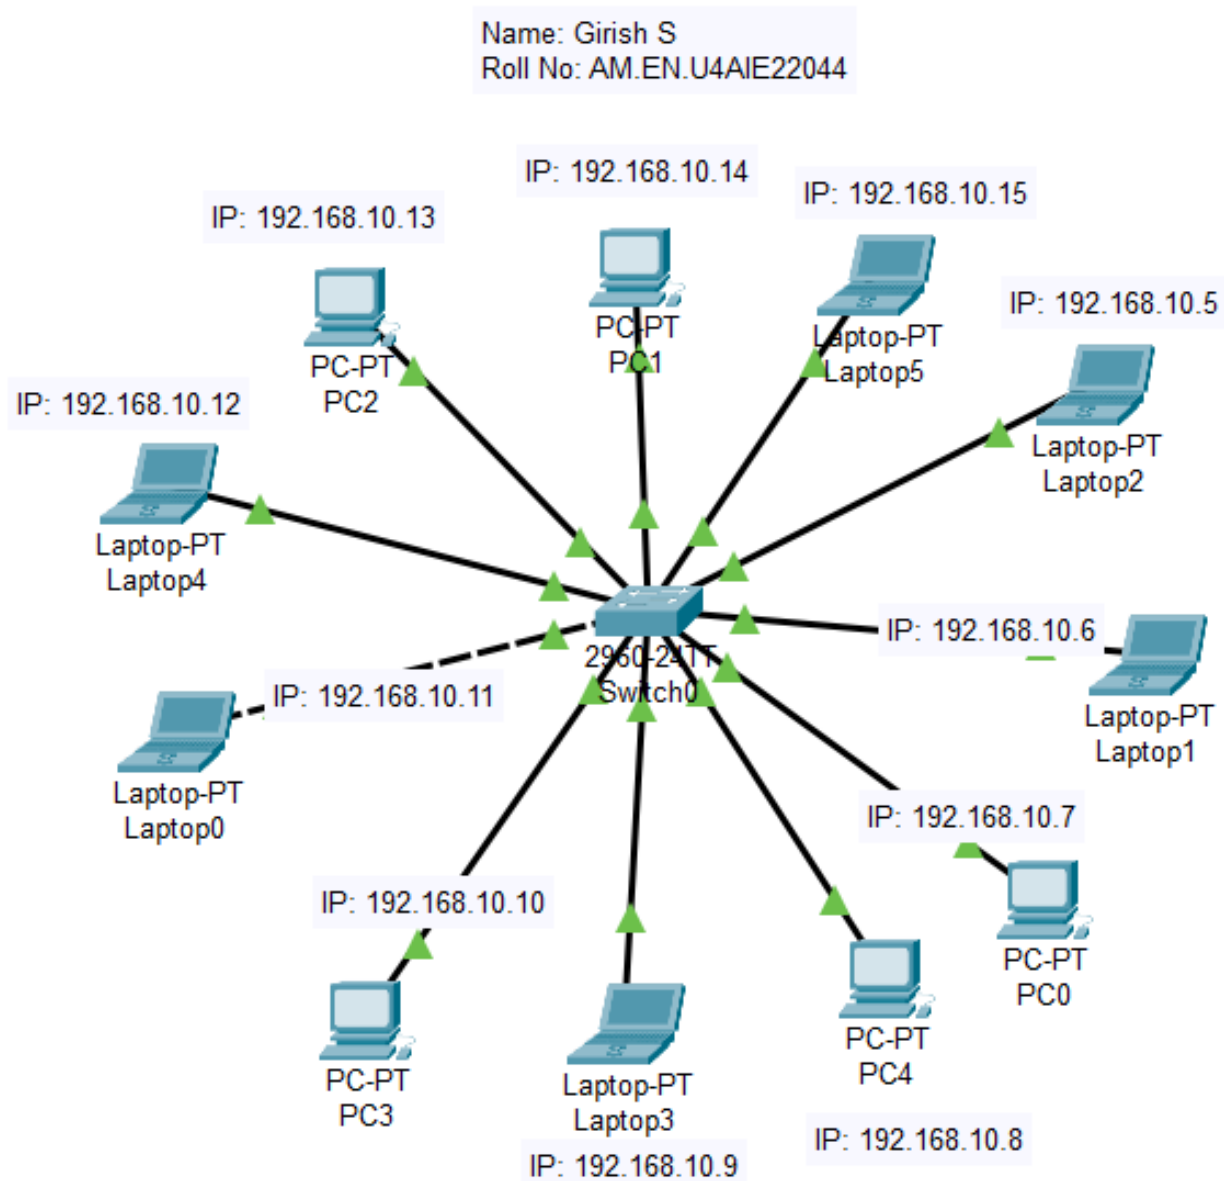 Name: Girish S
Roll No: AM.EN.U4AIE22044
IP: 192.168.10.14
IP: 192.168.10.15
IP: 192.168.10.13
IP: 192.168.10.5
PC-PT
PC1
Laptop-PT
Laptop5
PC-PT
PC2
IP: 192.168.10.12
Laptop-PT
Laptop2
Laptop-PT
Laptop4
IP: 192.168.10.6
2960-24TT
Switch0
IP: 192.168.10.11
Laptop-PT
Laptop1
Laptop-PT
Laptop0
IP: 192.168.10.7
IP: 192.168.10.10
PC-PT
PC0
PC-PT
PC4
PC-PT
PC3
Laptop-PT
Laptop3
IP: 192.168.10.8
IP: 192.168.10.9